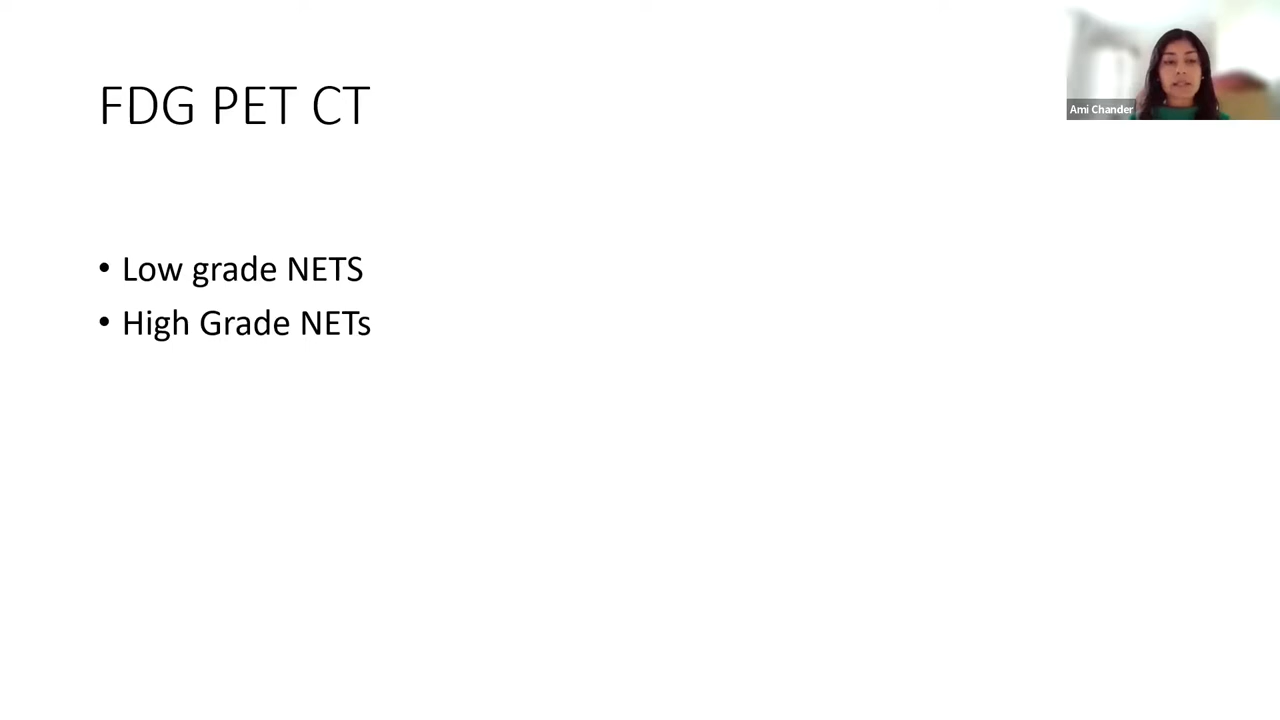 FDG PET CT
Ami Chander
• Low grade NETS
• High Grade NETs